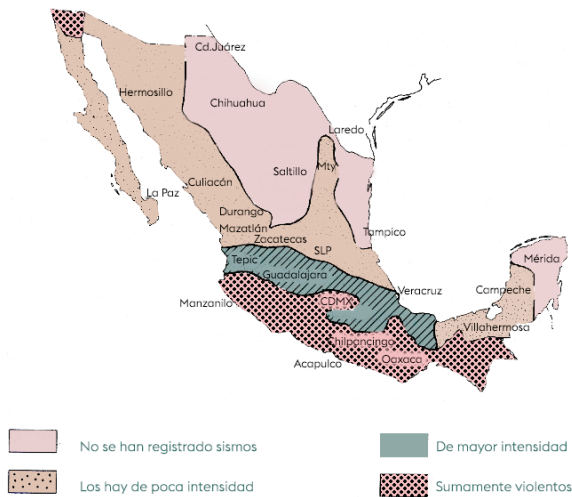 Cd.Juárez
Hermosillo
Chihuahua
Laredo
Saltillo
Mty
La Paz
Culiacán
Durango
Mazatlán
Tampico
Zacatecas
SLP
Tepic
Guadalajara
Mérida
Campeche
Veracruz
Manzanilo
CDMX
Villahermosa
Chilpancingo
Acapulco
Oaxaca
No se han registrado sismos
De mayor intensidad
Los hay de poca intensidad
Sumamente violentos